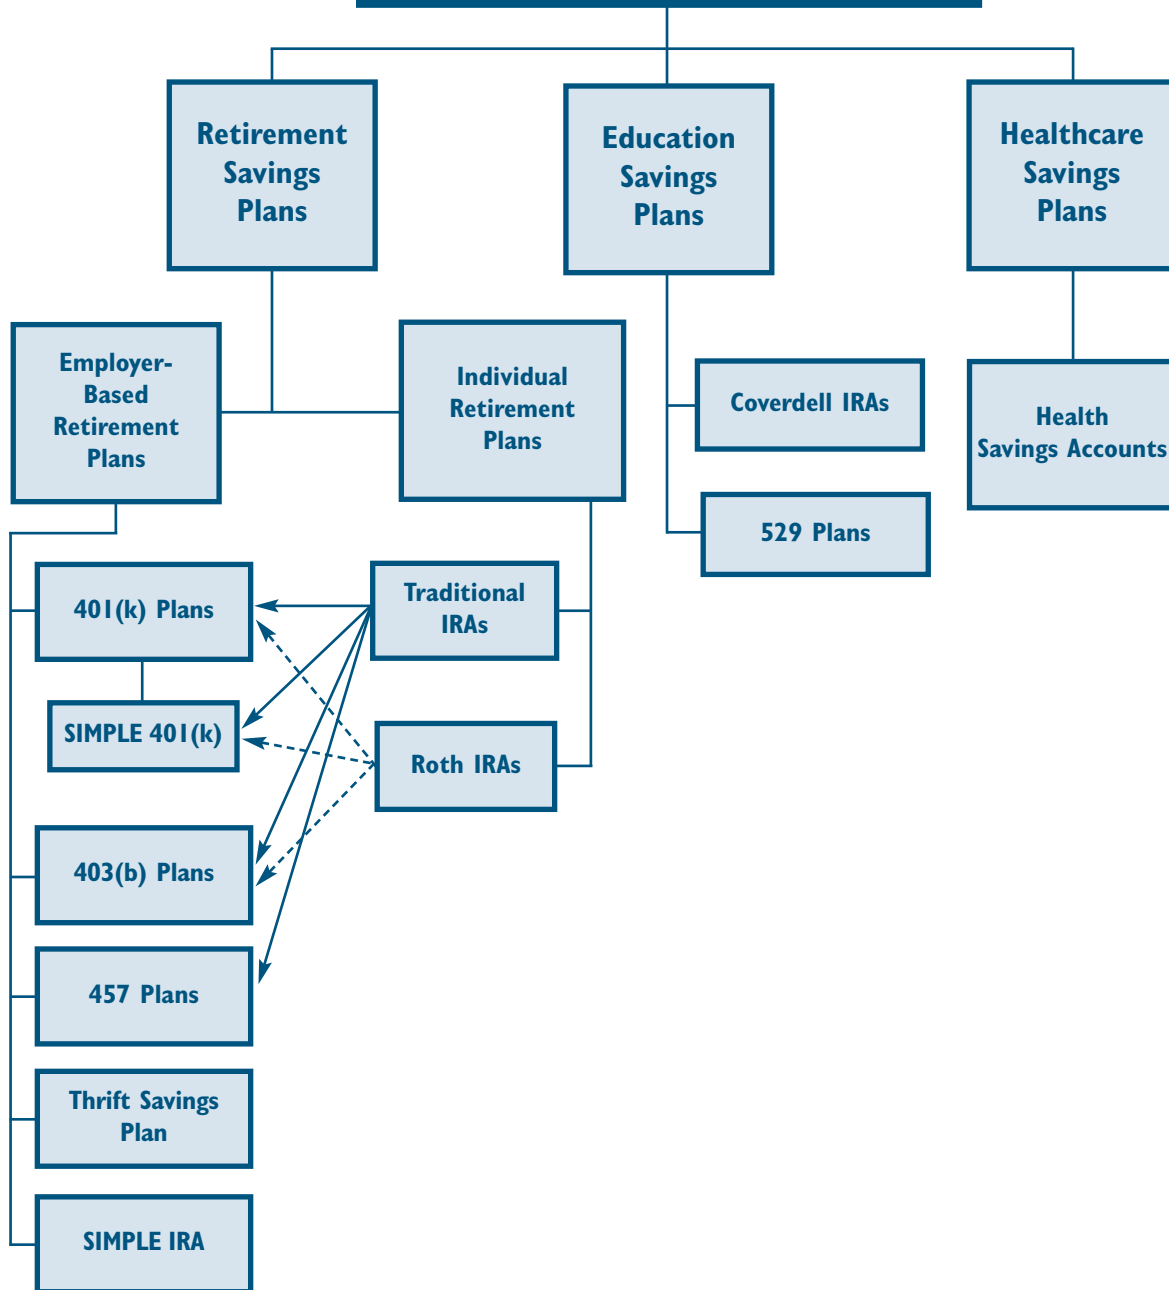 Retirement
Savings
Plans
Education
Savings
Plans
Healthcare
Savings
Plans
Employer-
Based
Retirement
Plans
Individual
Retirement
Plans
Coverdell IRAs
Health
Savings Accounts
529 Plans
401(k) Plans
Traditional
IRAs
SIMPLE 401(k)
Roth IRAs
403(b) Plans
457 Plans
Thrift Savings
Plan
SIMPLE IRA